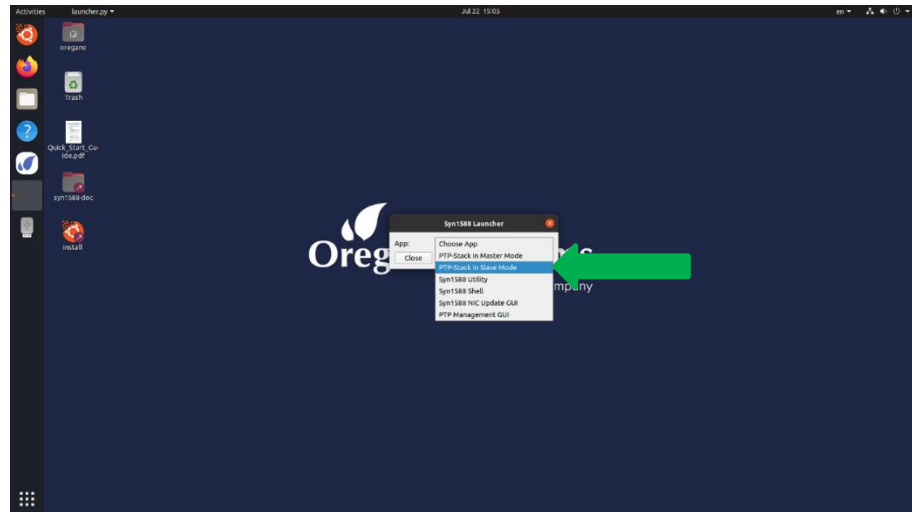 Activities
launcher.py
Jul 22 15:05
en
oregano
Trash
Quick_Start_Gu-
ide.pdf
syn1588-doc
Install
Syn1588 Launcher
App:
Choose App
PTP-Stack in Master Mode
PTP-Stack in Slave Mode
Syn1588 Utility
Syn1588 Shell
Syn1588 NIC Update GUI
PTP Management GUI
Close
Oreg
mpany